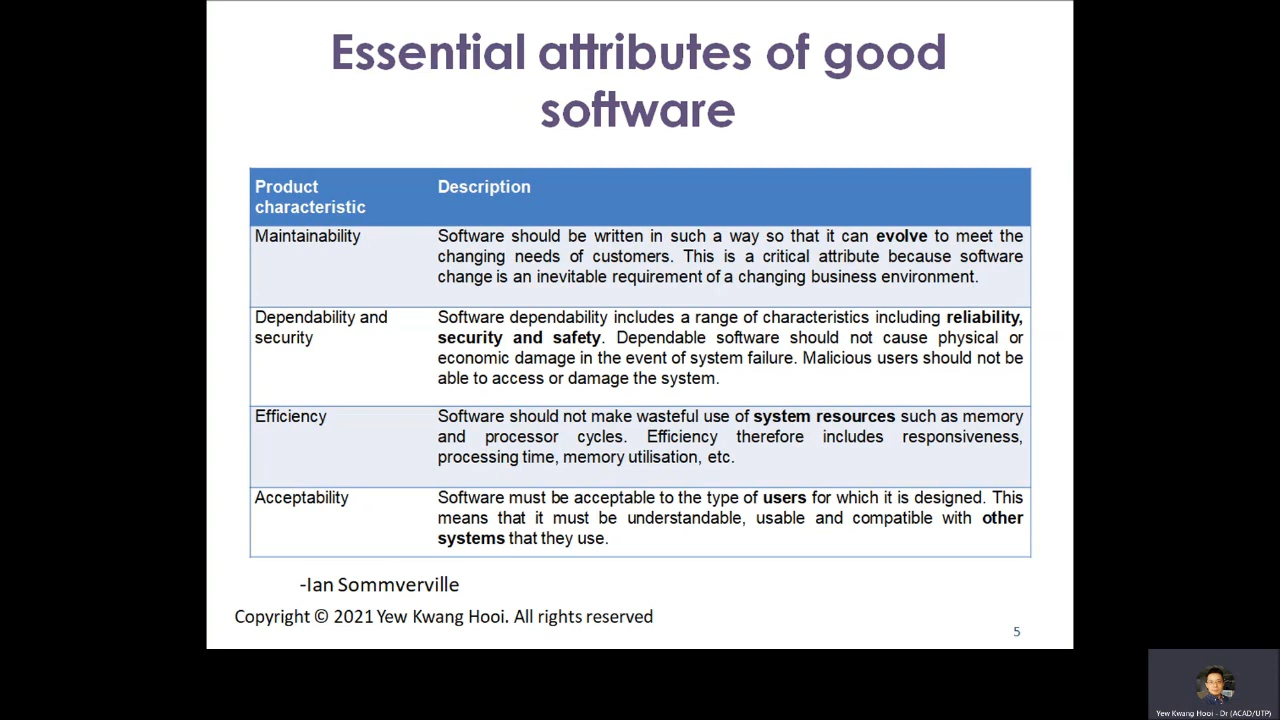 Essential attributes of good
software
Product
characteristic
Description
Maintainability
Software should be written in such a way so that it can evolve to meet the
changing needs of customers. This is a critical attribute because software
change is an inevitable requirement of a changing business environment.
Dependability and
security
Software dependability includes a range of characteristics including reliability,
security and safety. Dependable software should not cause physical or
economic damage in the event of system failure. Malicious users should not be
able to access or damage the system.
Efficiency
Software should not make wasteful use of system resources such as memory
and processor cycles. Efficiency therefore includes responsiveness,
processing time, memory utilisation, etc.
Acceptability
Software must be acceptable to the type of users for which it is designed. This
means that it must be understandable, usable and compatible with other
systems that they use.
-Ian Sommverville
Copyright © 2021 Yew Kwang Hooi. All rights reserved
5
Yew Kwang Hooi - Dr (ACAD/UTP)